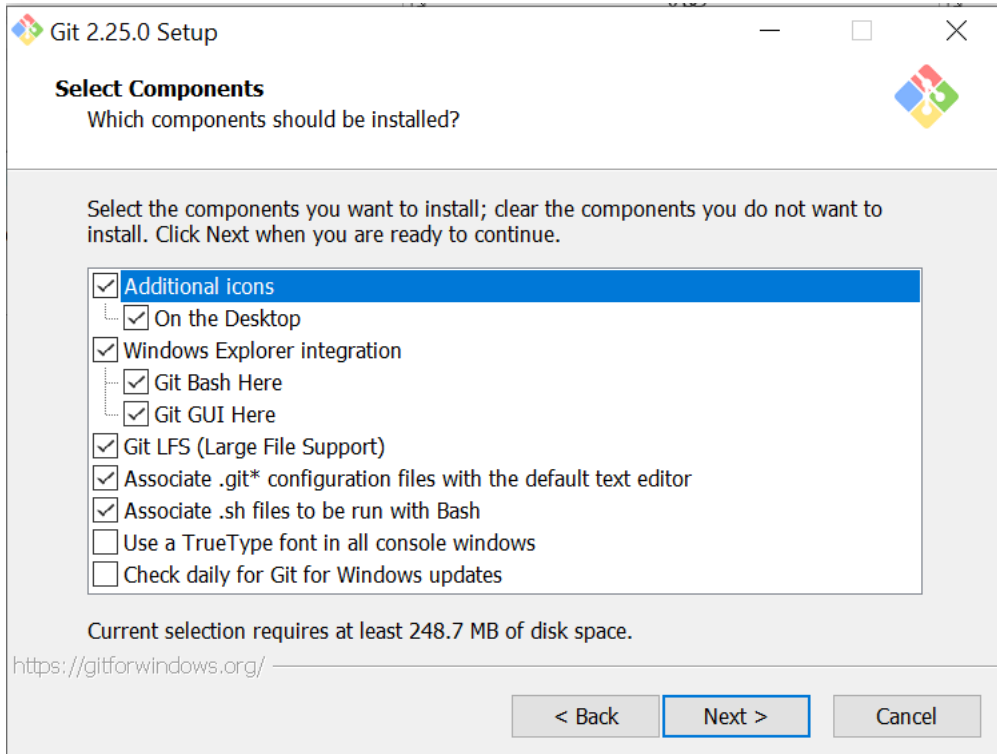 Git 2.25.0 Setup
Select Components
Which components should be installed?
Select the components you want to install; clear the components you do not want to
install. Click Next when you are ready to continue.
Additional icons
On the Desktop
Windows Explorer integration
Git Bash Here
Git GUI Here
Git LFS (Large File Support)
Associate .git* configuration files with the default text editor
Associate .sh files to be run with Bash
Use a TrueType font in all console windows
Check daily for Git for Windows updates
Current selection requires at least 248.7 MB of disk space.
https://gitforwindows.org/
< Back
Next >
Cancel